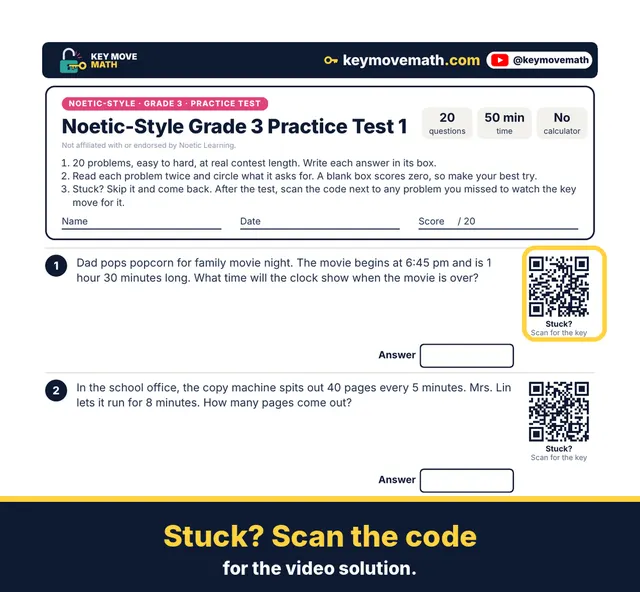 KEY MOVE
MATH
keymovemath.com
@keymovemath
NOETIC-STYLE · GRADE 3 · PRACTICE TEST
Noetic-Style Grade 3 Practice Test 1
Not affiliated with or endorsed by Noetic Learning.
20
questions
50 min
time
No
calculator
1. 20 problems, easy to hard, at real contest length. Write each answer in its box.
2. Read each problem twice and circle what it asks for. A blank box scores zero, so make your best try.
3. Stuck? Skip it and come back. After the test, scan the code next to any problem you missed to watch the key
move for it.
Name
Date
Score / 20
1
Dad pops popcorn for family movie night. The movie begins at 6:45 pm and is 1
hour 30 minutes long. What time will the clock show when the movie is over?
Stuck?
Scan for the key
Answer
2
In the school office, the copy machine spits out 40 pages every 5 minutes. Mrs. Lin
lets it run for 8 minutes. How many pages come out?
Stuck?
Scan for the key
Answer
Stuck? Scan the code
for the video solution.